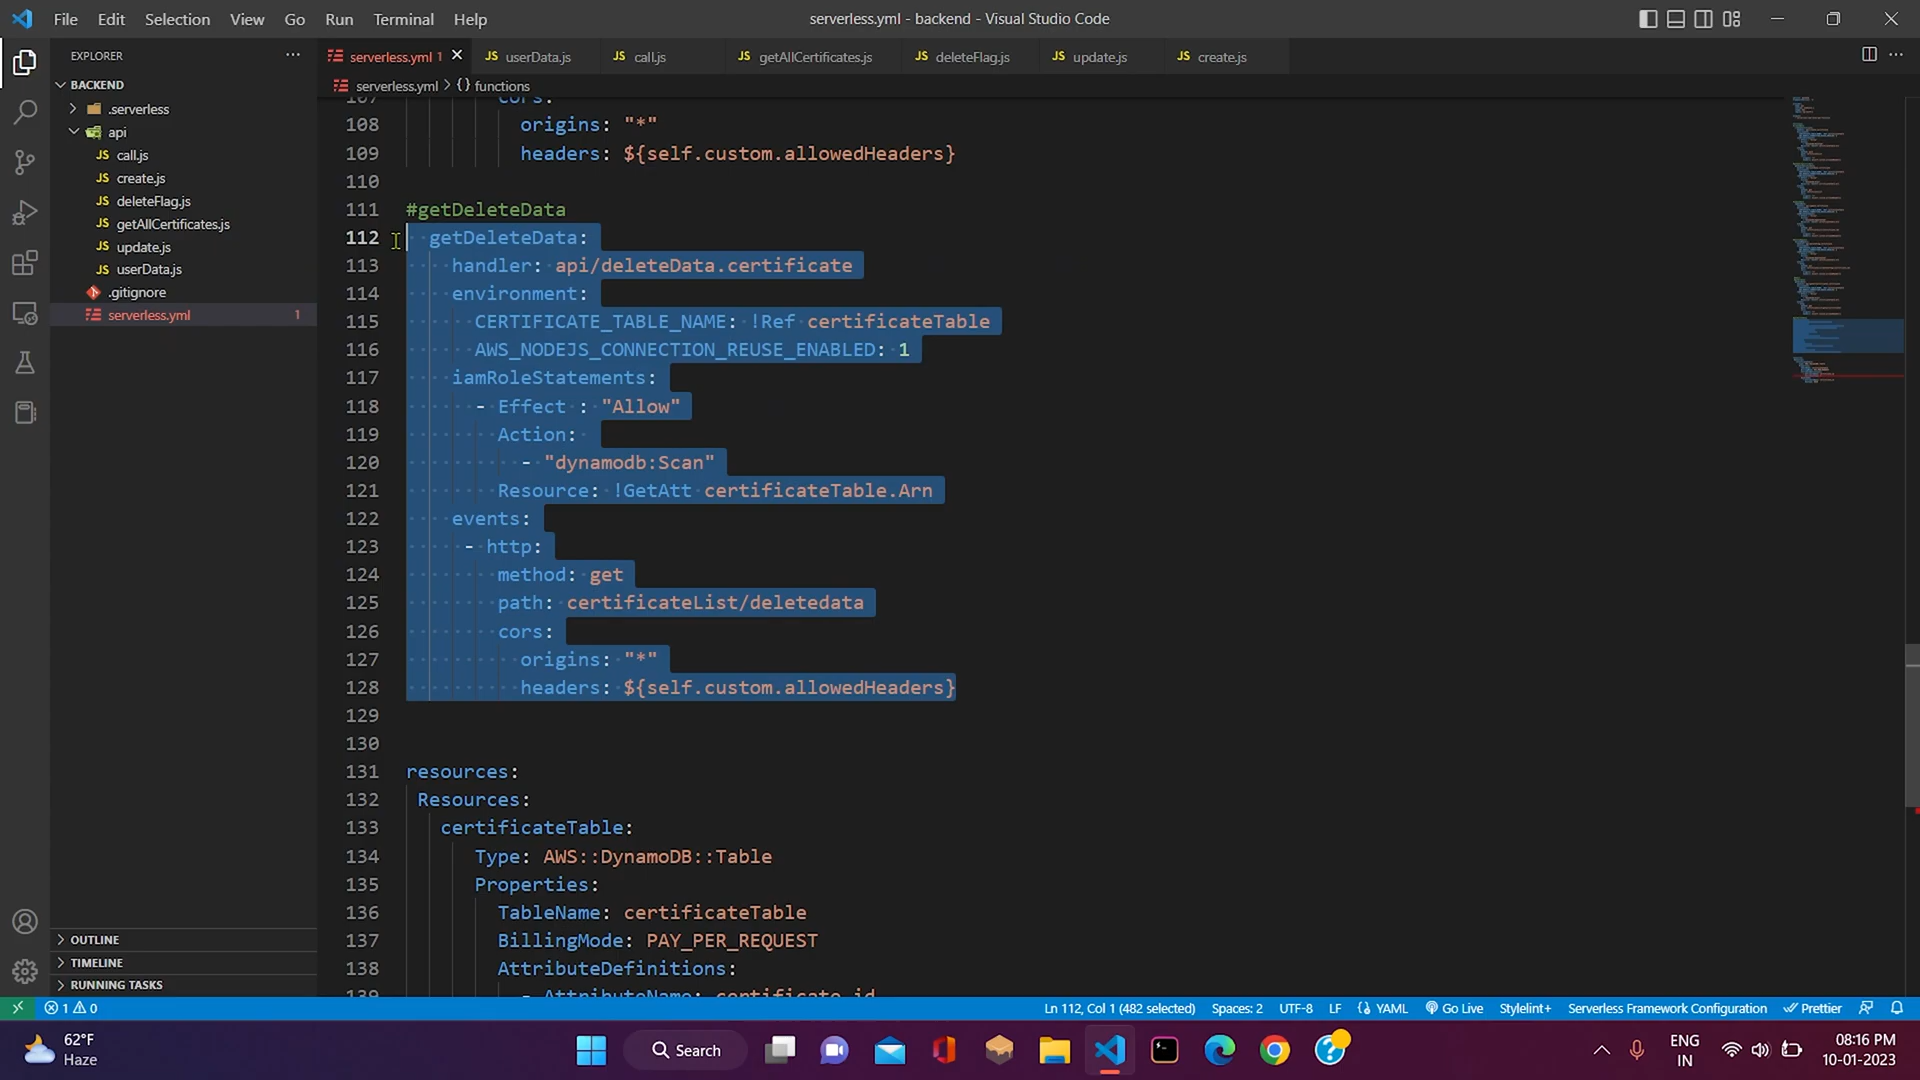 File Edit Selection View Go Run Terminal Help
serverless.yml - backend - Visual Studio Code
EXPLORER
serverless.yml 1
userData.js
call.js
getAllCertificates.js
deleteFlag.js
update.js
create.js
BACKEND
.serverless
api
call.js
create.js
deleteFlag.js
getAllCertificates.js
update.js
userData.js
.gitignore
serverless.yml 1
OUTLINE
TIMELINE
RUNNING TASKS
serverless.yml > {} functions
107 cors:
108 origins: "*"
109 headers: ${self.custom.allowedHeaders}
110
111 #getDeleteData
112 getDeleteData:
113 handler: api/deleteData.certificate
114 environment:
115 CERTIFICATE_TABLE_NAME: !Ref certificateTable
116 AWS_NODEJS_CONNECTION_REUSE_ENABLED: 1
117 iamRoleStatements:
118 - Effect : "Allow"
119 Action:
120 - "dynamodb:Scan"
121 Resource: !GetAtt certificateTable.Arn
122 events:
123 - http:
124 method: get
125 path: certificateList/deletedata
126 cors:
127 origins: "*"
128 headers: ${self.custom.allowedHeaders}
129
130
131 resources:
132 Resources:
133 certificateTable:
134 Type: AWS::DynamoDB::Table
135 Properties:
136 TableName: certificateTable
137 BillingMode: PAY_PER_REQUEST
138 AttributeDefinitions:
139 - AttributeName: certificate_id
1 0
Ln 112, Col 1 (482 selected) Spaces: 2 UTF-8 LF {} YAML Go Live Stylelint+ Serverless Framework Configuration Prettier
62°F
Haze
Search
ENG
IN
08:16 PM
10-01-2023